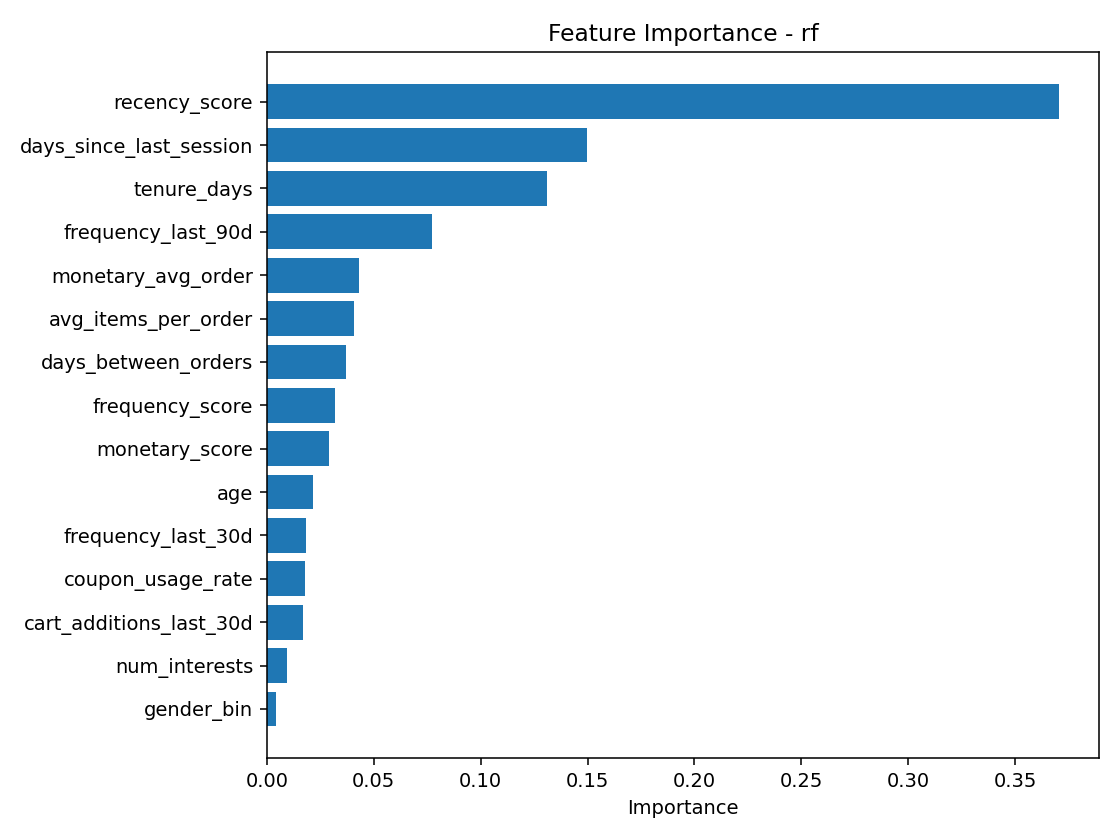 Feature Importance - rf
recency_score
days_since_last_session
tenure_days
frequency_last_90d
monetary_avg_order
avg_items_per_order
days_between_orders
frequency_score
monetary_score
age
frequency_last_30d
coupon_usage_rate
cart_additions_last_30d
num_interests
gender_bin
0.00 0.05 0.10 0.15 0.20 0.25 0.30 0.35
Importance